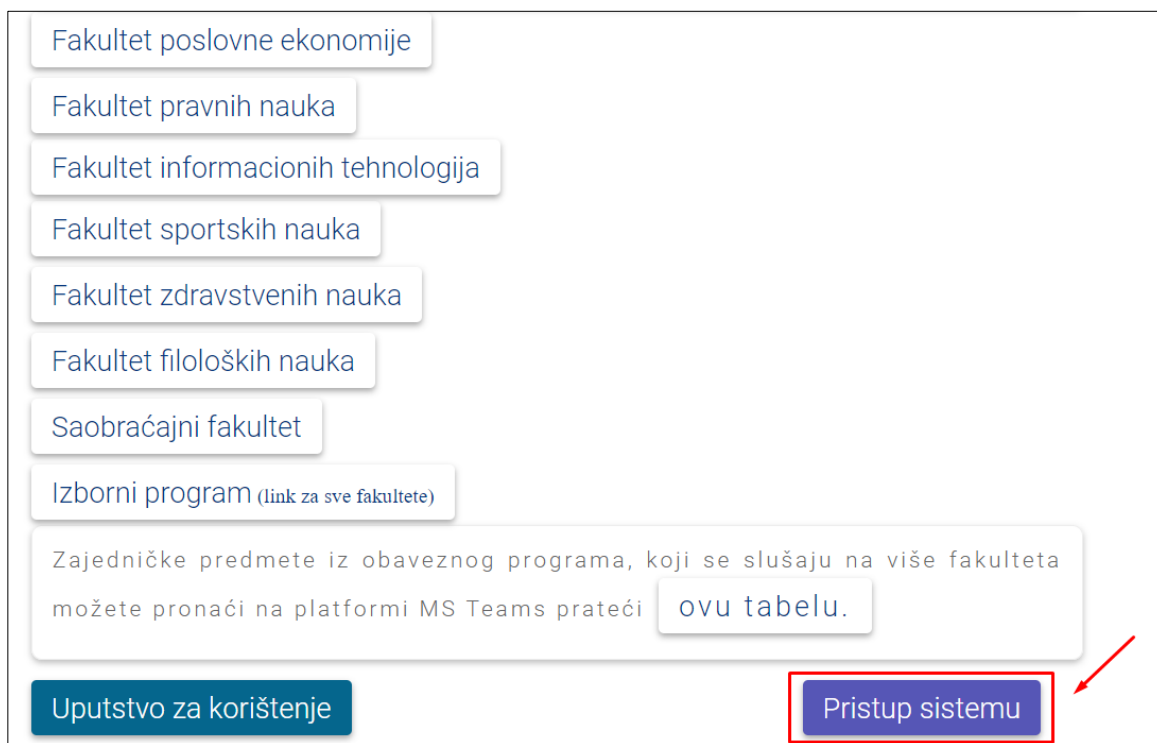 Fakultet poslovne ekonomije
Fakultet pravnih nauka
Fakultet informacionih tehnologija
Fakultet sportskih nauka
Fakultet zdravstvenih nauka
Fakultet filoloških nauka
Saobraćajni fakultet
Izborni program (link za sve fakultete)
Zajedničke predmete iz obaveznog programa, koji se slušaju na više fakulteta
možete pronaći na platformi MS Teams prateći ovu tabelu.
Uputstvo za korištenje Pristup sistemu